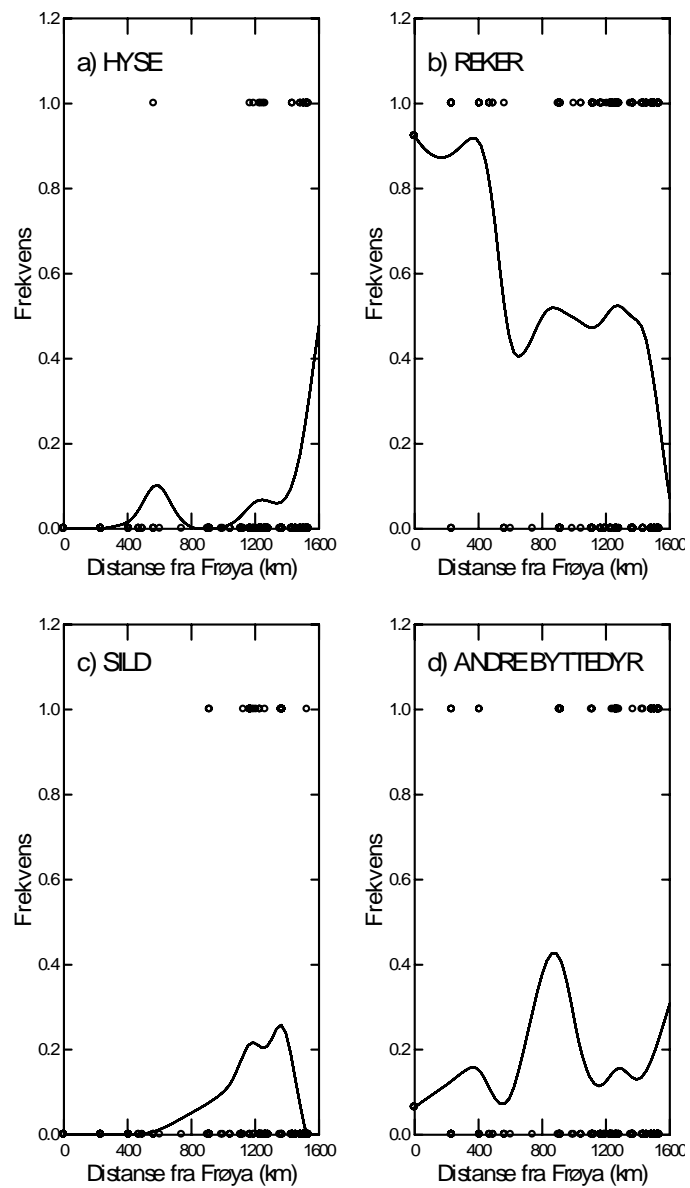 a) HYSE
1.2
1.0
0.8
0.6
0.4
0.2
0.0
Frekvens
0 400 800 1200 1600
Distanse fra Frøya (km)
b) REKER
1.2
1.0
0.8
0.6
0.4
0.2
0.0
Frekvens
0 400 800 1200 1600
Distanse fra Frøya (km)
c) SILD
1.2
1.0
0.8
0.6
0.4
0.2
0.0
Frekvens
0 400 800 1200 1600
Distanse fra Frøya (km)
d) ANDRE BYTTEDYR
1.2
1.0
0.8
0.6
0.4
0.2
0.0
Frekvens
0 400 800 1200 1600
Distanse fra Frøya (km)